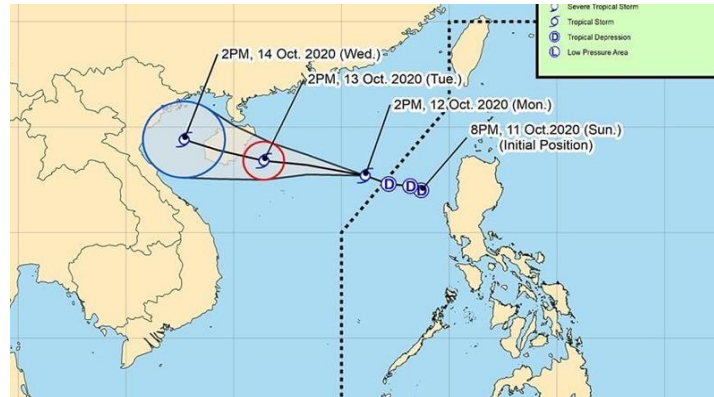 Severe Tropical Storm
Tropical Storm
D Tropical Depression
L Low Pressure Area
2PM, 14 Oct. 2020 (Wed.)
2PM, 13 Oct. 2020 (Tue.)
2PM, 12 Oct. 2020 (Mon.)
8PM, 11 Oct.2020 (Sun.)
(Initial Position)
D D D